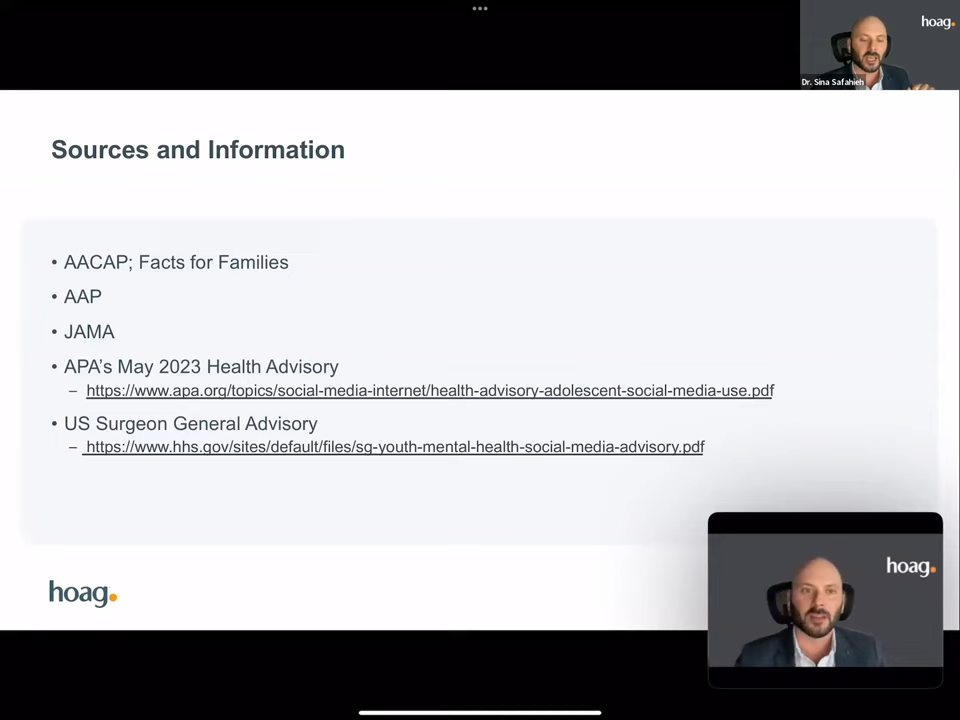 hoag.
Dr. Sina Safahieh
Sources and Information
• AACAP; Facts for Families
• AAP
• JAMA
• APA’s May 2023 Health Advisory
– https://www.apa.org/topics/social-media-internet/health-advisory-adolescent-social-media-use.pdf
• US Surgeon General Advisory
– https://www.hhs.gov/sites/default/files/sg-youth-mental-health-social-media-advisory.pdf
hoag.
hoag.